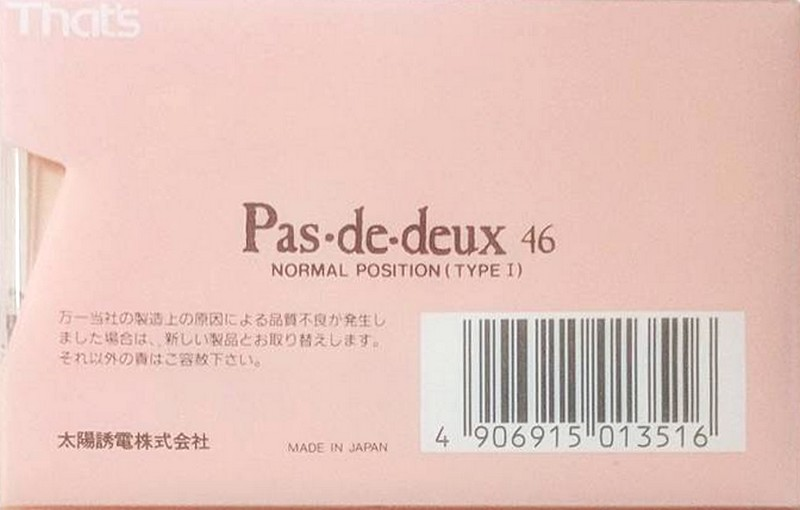 That's
Pas·de·deux 46
NORMAL POSITION (TYPE I)
万一当社の製造上の原因による品質不良が発生し
ました場合は、新しい製品とお取り替えします。
それ以外の責はご容赦下さい。
太陽誘電株式会社
MADE IN JAPAN
4 906915 013516